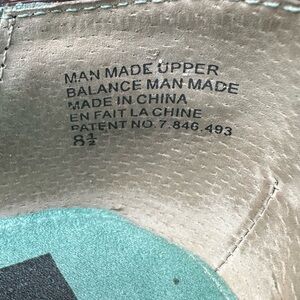 MAN MADE UPPER
BALANCE MAN MADE
MADE IN CHINA
EN FAIT LA CHINE
PATENT NO. 7,846,493
8½